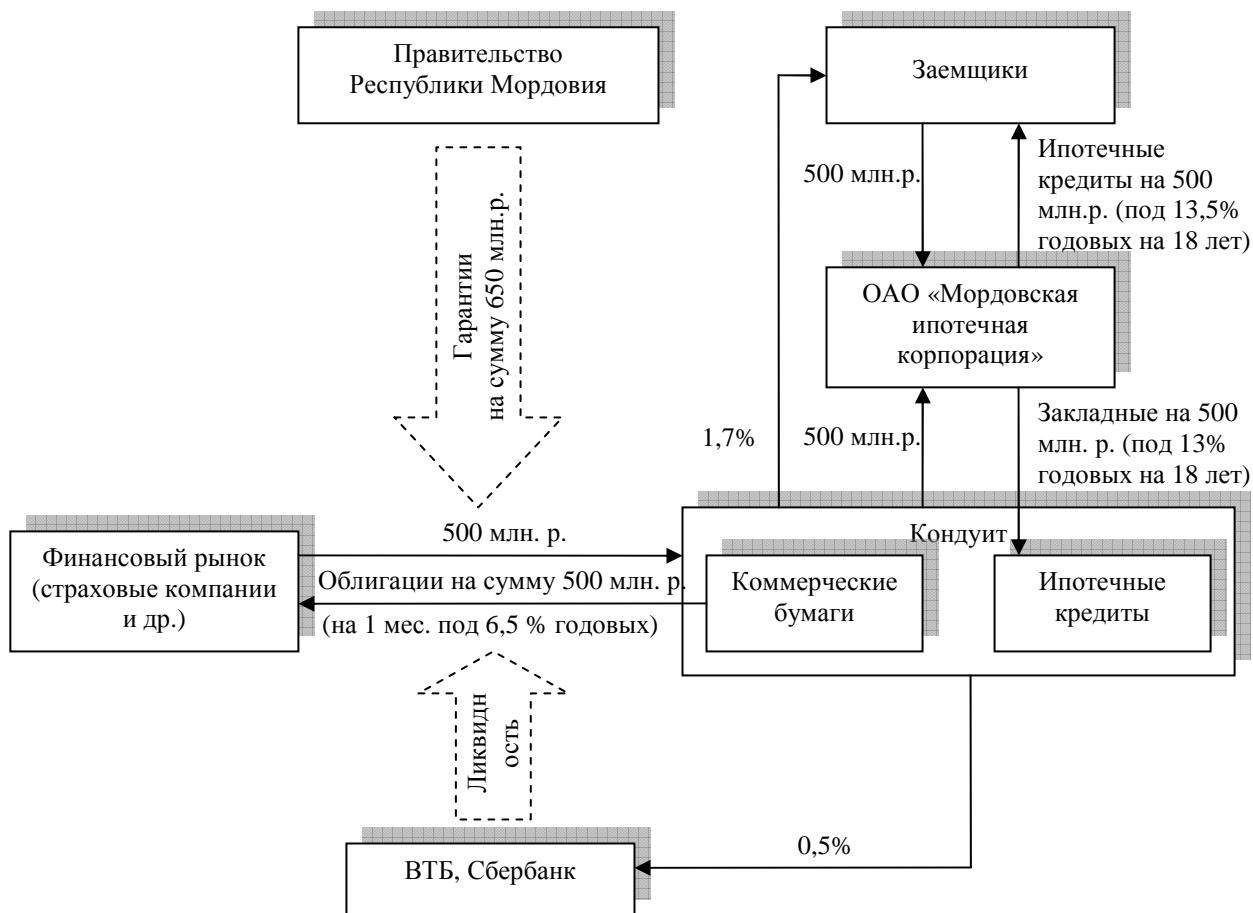 Правительство
Республики Мордовия
Заемщики
500 млн.р.
Ипотечные
кредиты на 500
млн.р. (под 13,5%
годовых на 18 лет)
Гарантии
на сумму 650 млн.р.
ОАО «Мордовская
ипотечная
корпорация»
1,7%
500 млн.р.
Закладные на 500
млн. р. (под 13%
годовых на 18 лет)
Финансовый рынок
(страховые компании
и др.)
500 млн. р.
Облигации на сумму 500 млн. р.
(на 1 мес. под 6,5 % годовых)
Кондуит
Коммерческие
бумаги
Ипотечные
кредиты
Ликвидн
ость
ВТБ, Сбербанк
0,5%